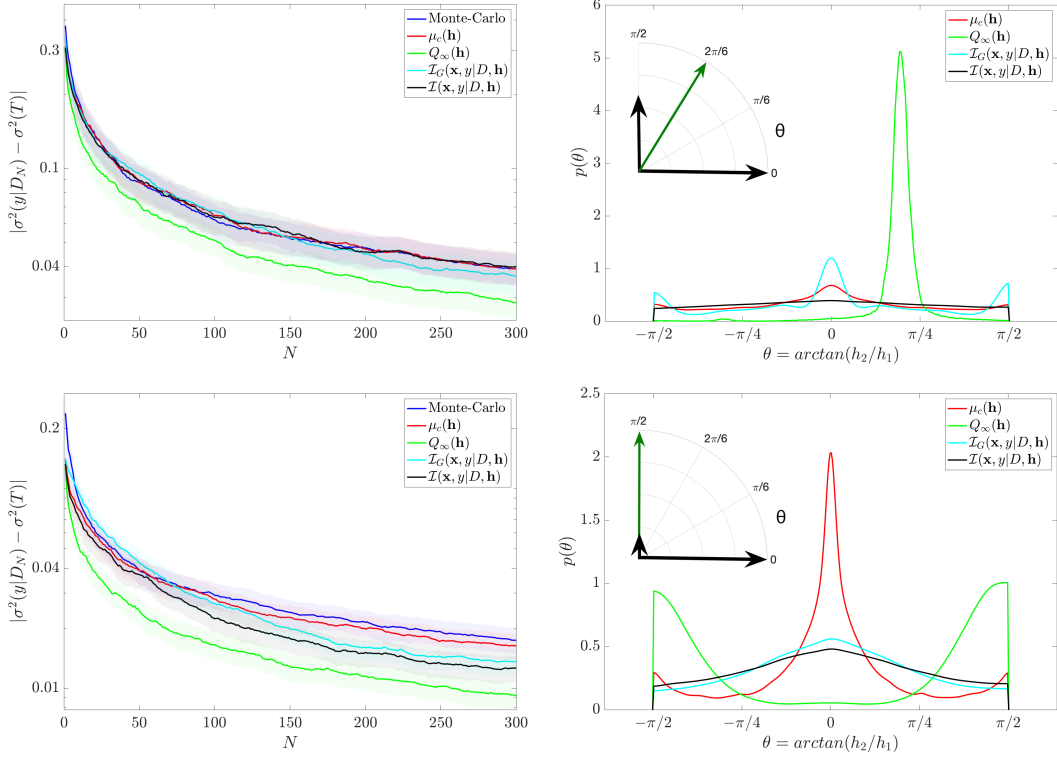 0.3
0.1
0.04
0 50 100 150 200 250 300
N
|σ²(y|D_N) − σ²(T)|
Monte-Carlo
μ_c(h)
Q_∞(h)
I_G(x, y|D, h)
I(x, y|D, h)
6
5
4
3
2
1
0
−π/2 −π/4 0 π/4 π/2
θ = arctan(h₂/h₁)
p(θ)
π/2
2π/6
π/6
θ
0
μ_c(h)
Q_∞(h)
I_G(x, y|D, h)
I(x, y|D, h)
0.2
0.04
0.01
0 50 100 150 200 250 300
N
|σ²(y|D_N) − σ²(T)|
Monte-Carlo
μ_c(h)
Q_∞(h)
I_G(x, y|D, h)
I(x, y|D, h)
2.5
2
1.5
1
0.5
0
−π/2 −π/4 0 π/4 π/2
θ = arctan(h₂/h₁)
p(θ)
π/2
2π/6
π/6
θ
0
μ_c(h)
Q_∞(h)
I_G(x, y|D, h)
I(x, y|D, h)